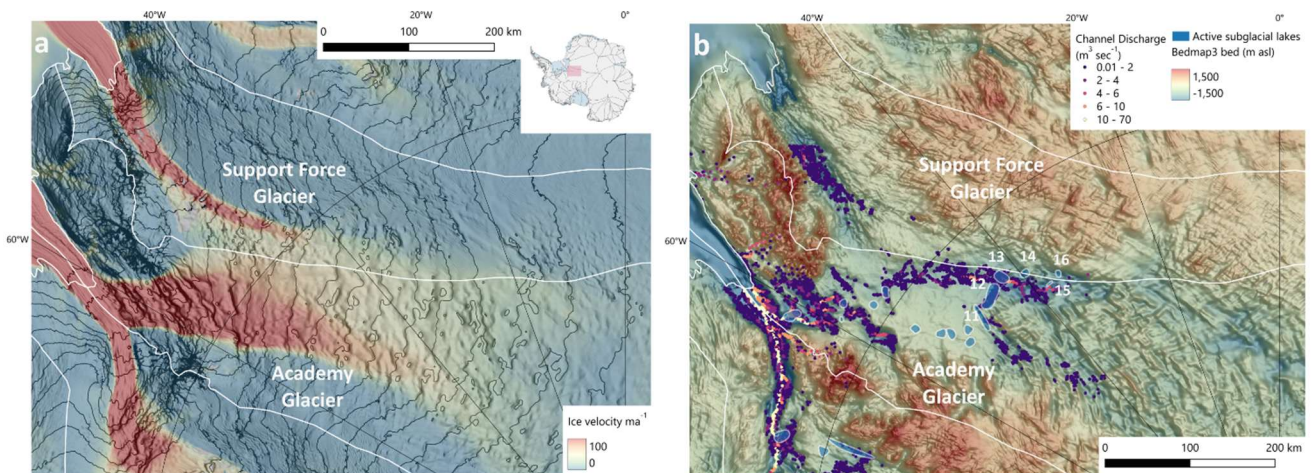 40°W
20°W
0°
a
0 100 200 km
60°W
Support Force
Glacier
Academy
Glacier
Ice velocity ma⁻¹
100
0
40°W
20°W
0°
b
Channel Discharge
(m³ sec⁻¹)
0.01 - 2
2 - 4
4 - 6
6 - 10
10 - 70
Active subglacial lakes
Bedmap3 bed (m asl)
1,500
-1,500
60°W
Support Force
Glacier
13
14
16
12
15
11
Academy
Glacier
0 100 200 km